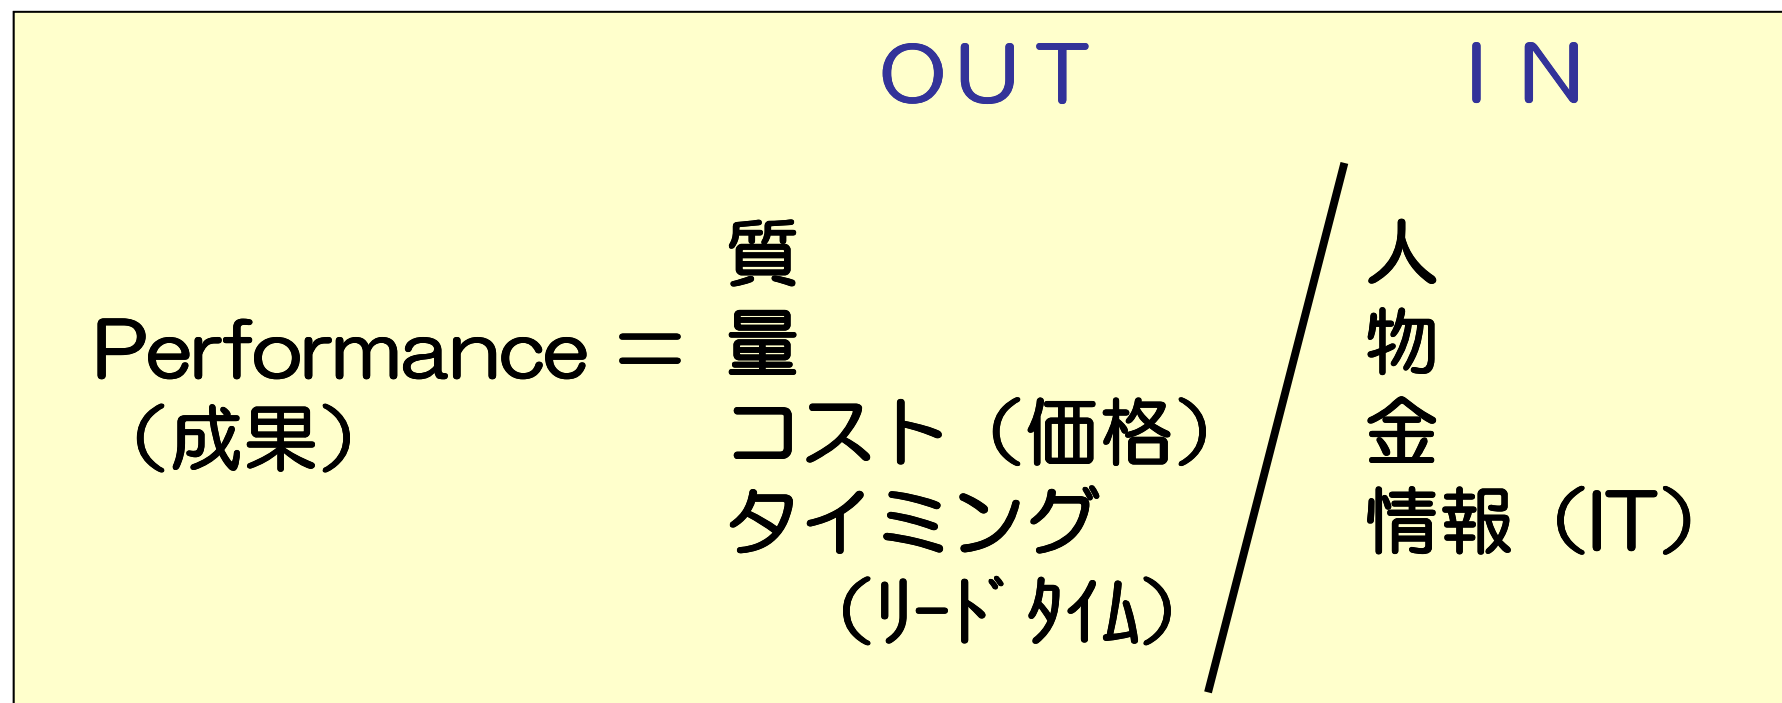 ＯＵＴ ＩＮ
質 人
量 物
Performance＝
（成果）
コスト（価格） 金
タイミング 情報（IT）
（ﾘｰﾄﾞﾀｲﾑ）